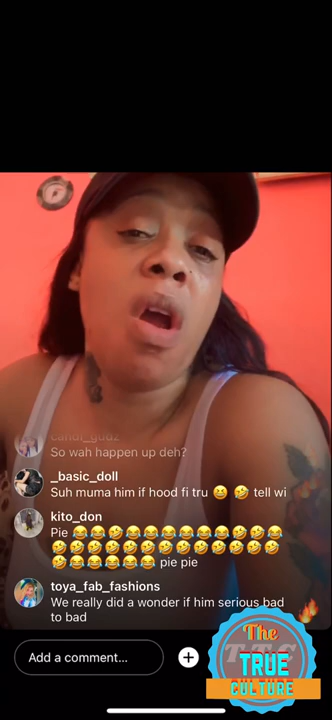 candi_gudz
So wah happen up deh?
_basic_doll
Suh muma him if hood fi tru 😆 🤣 tell wi
kito_don
Pie 😂😂🤣😂😂😂😂😂😂😂🤣🤣😂
🤣🤣🤣🤣🤣🤣🤣🤣🤣🤣🤣🤣
🤣😂😂😂😂😂 pie pie
toya_fab_fashions
We really did a wonder if him serious bad
to bad
Add a comment...
The
TRUE
CULTURE